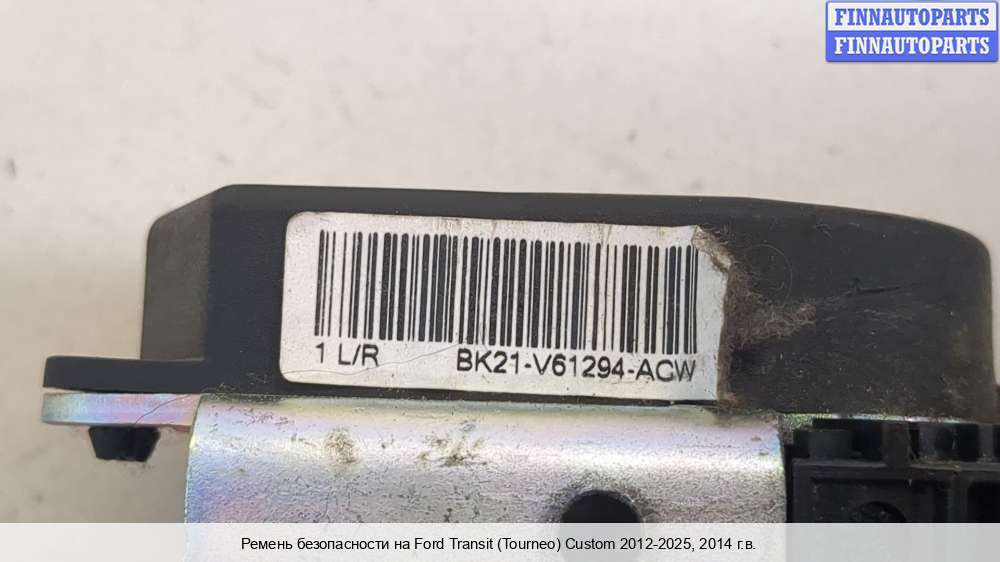 FINNAUTOPARTS
FINNAUTOPARTS
1 L/R BK21-V61294-ACW
Ремень безопасности на Ford Transit (Tourneo) Custom 2012-2025, 2014 г.в.